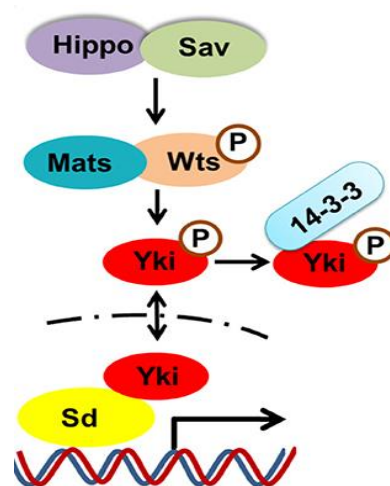 Hippo Sav
Mats Wts P
Yki P 14-3-3 Yki P
Yki
Sd